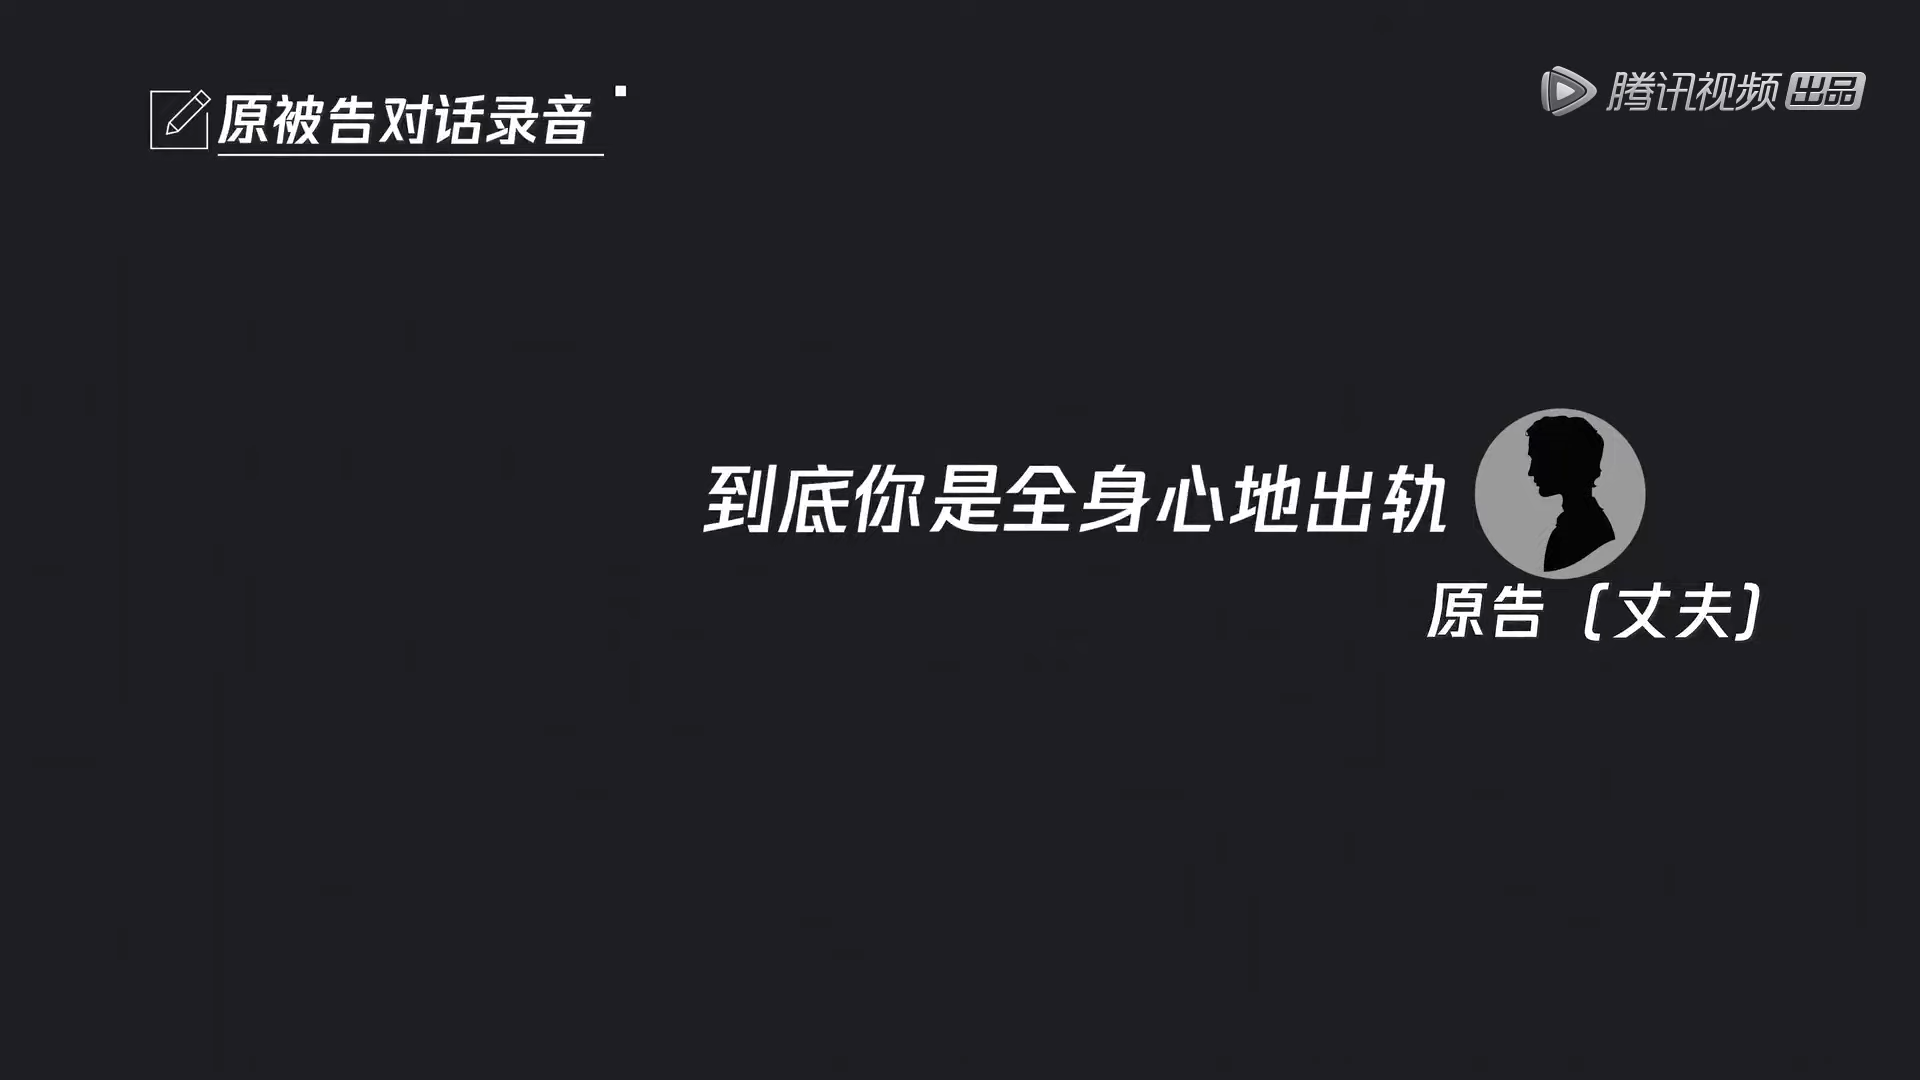 原被告对话录音
腾讯视频 出品
到底你是全身心地出轨
原告（丈夫）